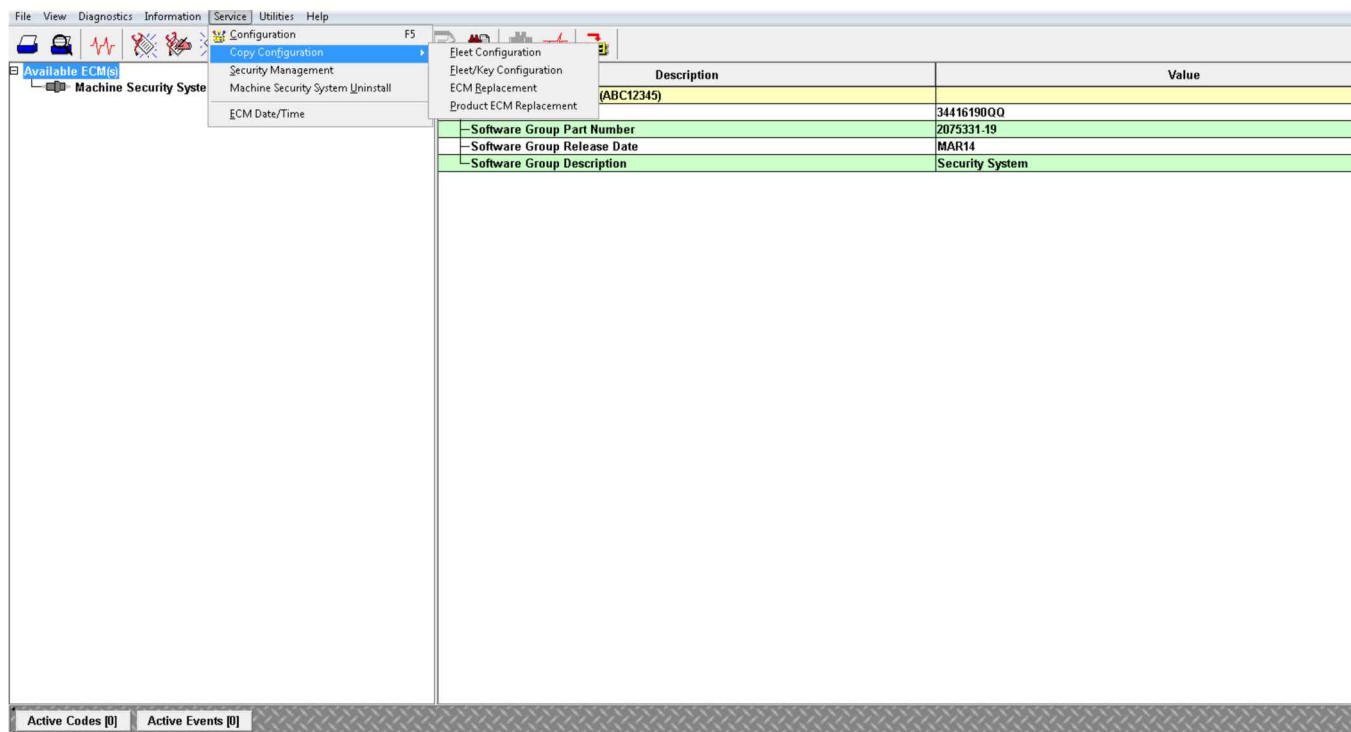 File View Diagnostics Information Service Utilities Help
Configuration F5
Copy Configuration
Security Management
Machine Security System Uninstall
ECM Date/Time
Fleet Configuration
Fleet/Key Configuration
ECM Replacement
Product ECM Replacement
Available ECM(s)
Machine Security Syste
Description Value
(ABC12345)
34416190QQ
Software Group Part Number 2075331-19
Software Group Release Date MAR14
Software Group Description Security System
Active Codes [0] Active Events [0]